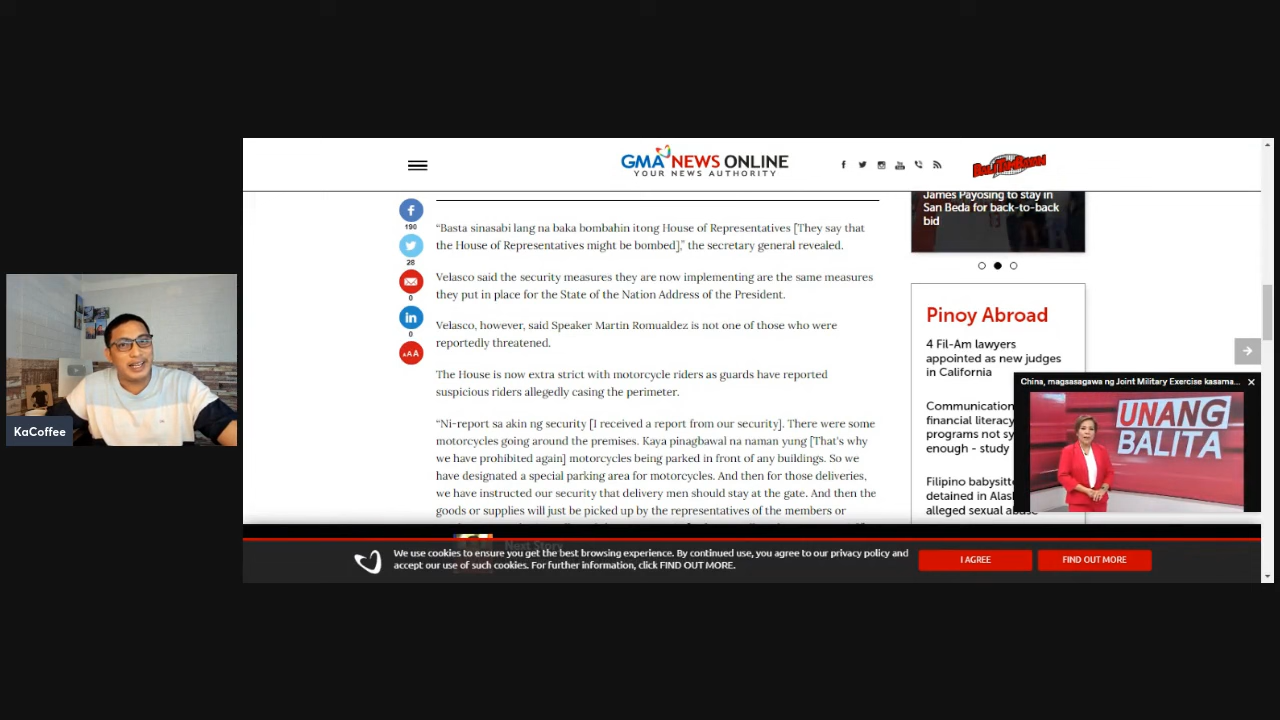 GMA NEWS ONLINE
YOUR NEWS AUTHORITY
BALITAMBAYAN
190
28
0
in
0
AAA
“Basta sinasabi lang na baka bombahin itong House of Representatives [They say that
the House of Representatives might be bombed],” the secretary general revealed.
Velasco said the security measures they are now implementing are the same measures
they put in place for the State of the Nation Address of the President.
Velasco, however, said Speaker Martin Romualdez is not one of those who were
reportedly threatened.
The House is now extra strict with motorcycle riders as guards have reported
suspicious riders allegedly casing the perimeter.
“Ni-report sa akin ng security [I received a report from our security]. There were some
motorcycles going around the premises. Kaya pinagbawal na naman yung [That's why
we have prohibited again] motorcycles being parked in front of any buildings. So we
have designated a special parking area for motorcycles. And then for those deliveries,
we have instructed our security that delivery men should stay at the gate. And then the
goods or supplies will just be picked up by the representatives of the members or
James Payosing to stay in
San Beda for back-to-back
bid
Pinoy Abroad
4 Fil-Am lawyers
appointed as new judges
in California
Communication
financial literacy
programs not
enough - study
Filipino babysitt
detained in Alas
alleged sexual abuse
China, magsasagawa ng Joint Military Exercise kasama...
UNANG
BALITA
KaCoffee
Next Story
We use cookies to ensure you get the best browsing experience. By continued use, you agree to our privacy policy and
accept our use of such cookies. For further information, click FIND OUT MORE.
I AGREE
FIND OUT MORE